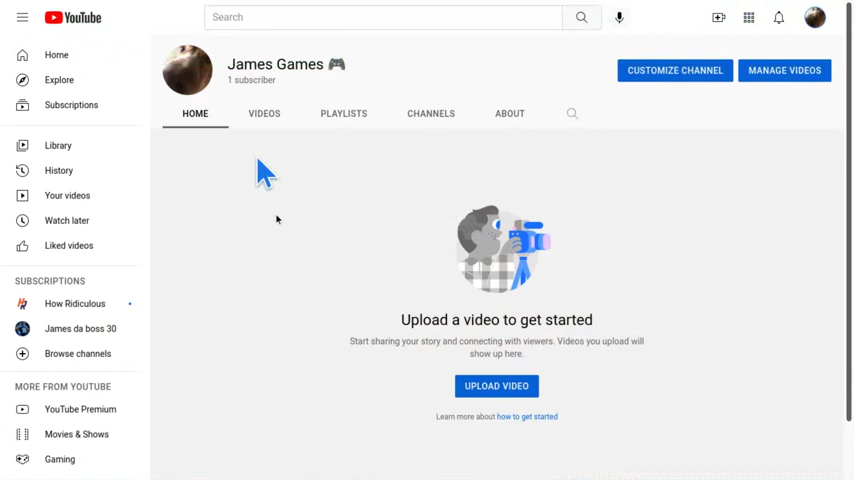 YouTube
Search
Home
Explore
Subscriptions
Library
History
Your videos
Watch later
Liked videos
SUBSCRIPTIONS
How Ridiculous
James da boss 30
Browse channels
MORE FROM YOUTUBE
YouTube Premium
Movies & Shows
Gaming
James Games 🎮
1 subscriber
CUSTOMIZE CHANNEL
MANAGE VIDEOS
HOME VIDEOS PLAYLISTS CHANNELS ABOUT
Upload a video to get started
Start sharing your story and connecting with viewers. Videos you upload will
show up here.
UPLOAD VIDEO
Learn more about how to get started